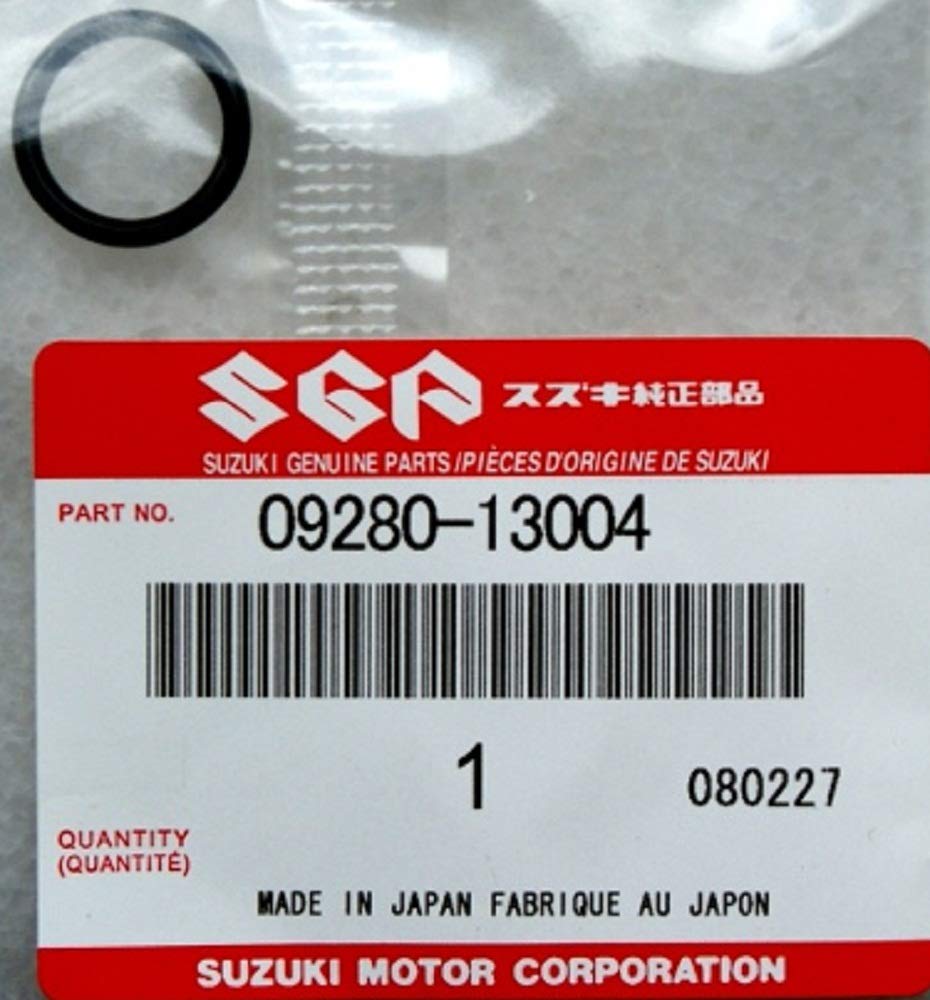 SGP スズキ純正部品
SUZUKI GENUINE PARTS/PIÈCES D'ORIGINE DE SUZUKI
PART NO. 09280-13004
1 080227
QUANTITY
(QUANTITÉ)
MADE IN JAPAN FABRIQUE AU JAPON
SUZUKI MOTOR CORPORATION